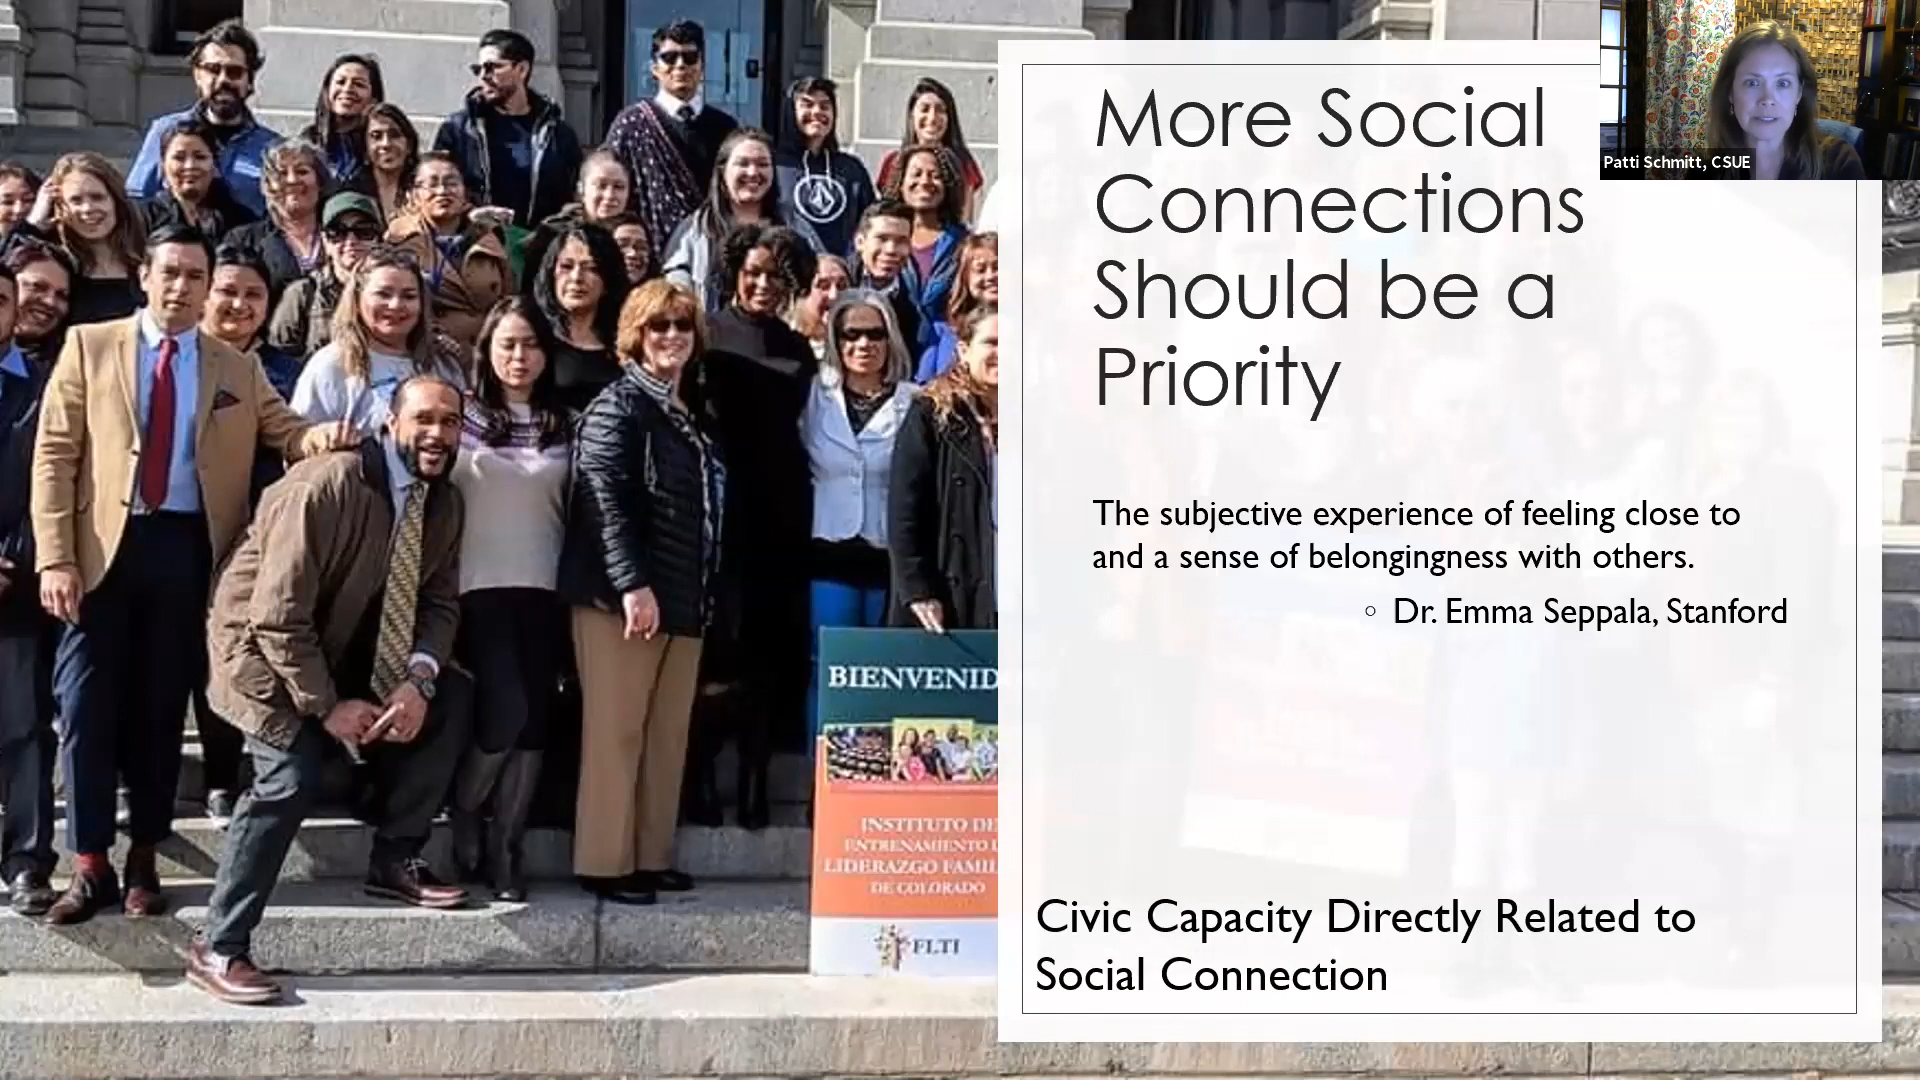 More Social
Connections
Should be a
Priority
Patti Schmitt, CSUE
The subjective experience of feeling close to
and a sense of belongingness with others.
◦ Dr. Emma Seppala, Stanford
Civic Capacity Directly Related to
Social Connection
BIENVENID
INSTITUTO DE
ENTRENAMIENTO
LIDERAZGO FAMIL
DE COLORADO
FLTI